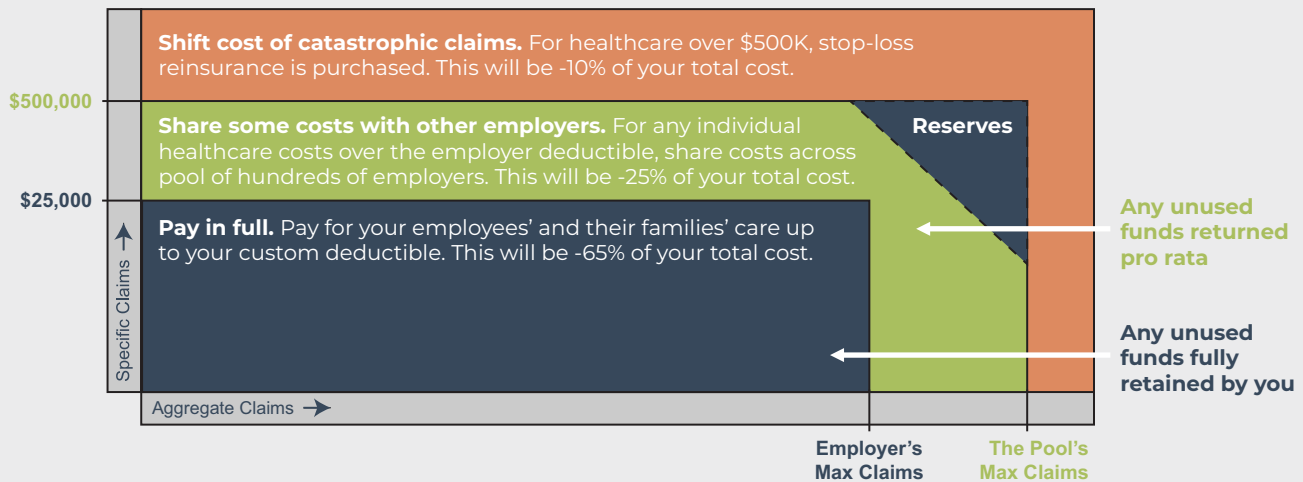 Shift cost of catastrophic claims. For healthcare over $500K, stop-loss
reinsurance is purchased. This will be -10% of your total cost.
$500,000
Share some costs with other employers. For any individual
healthcare costs over the employer deductible, share costs across
pool of hundreds of employers. This will be -25% of your total cost.
Reserves
$25,000
Pay in full. Pay for your employees’ and their families’ care up
to your custom deductible. This will be -65% of your total cost.
Any unused
funds returned
pro rata
Any unused
funds fully
retained by you
Specific Claims
Aggregate Claims
Employer’s
Max Claims
The Pool’s
Max Claims